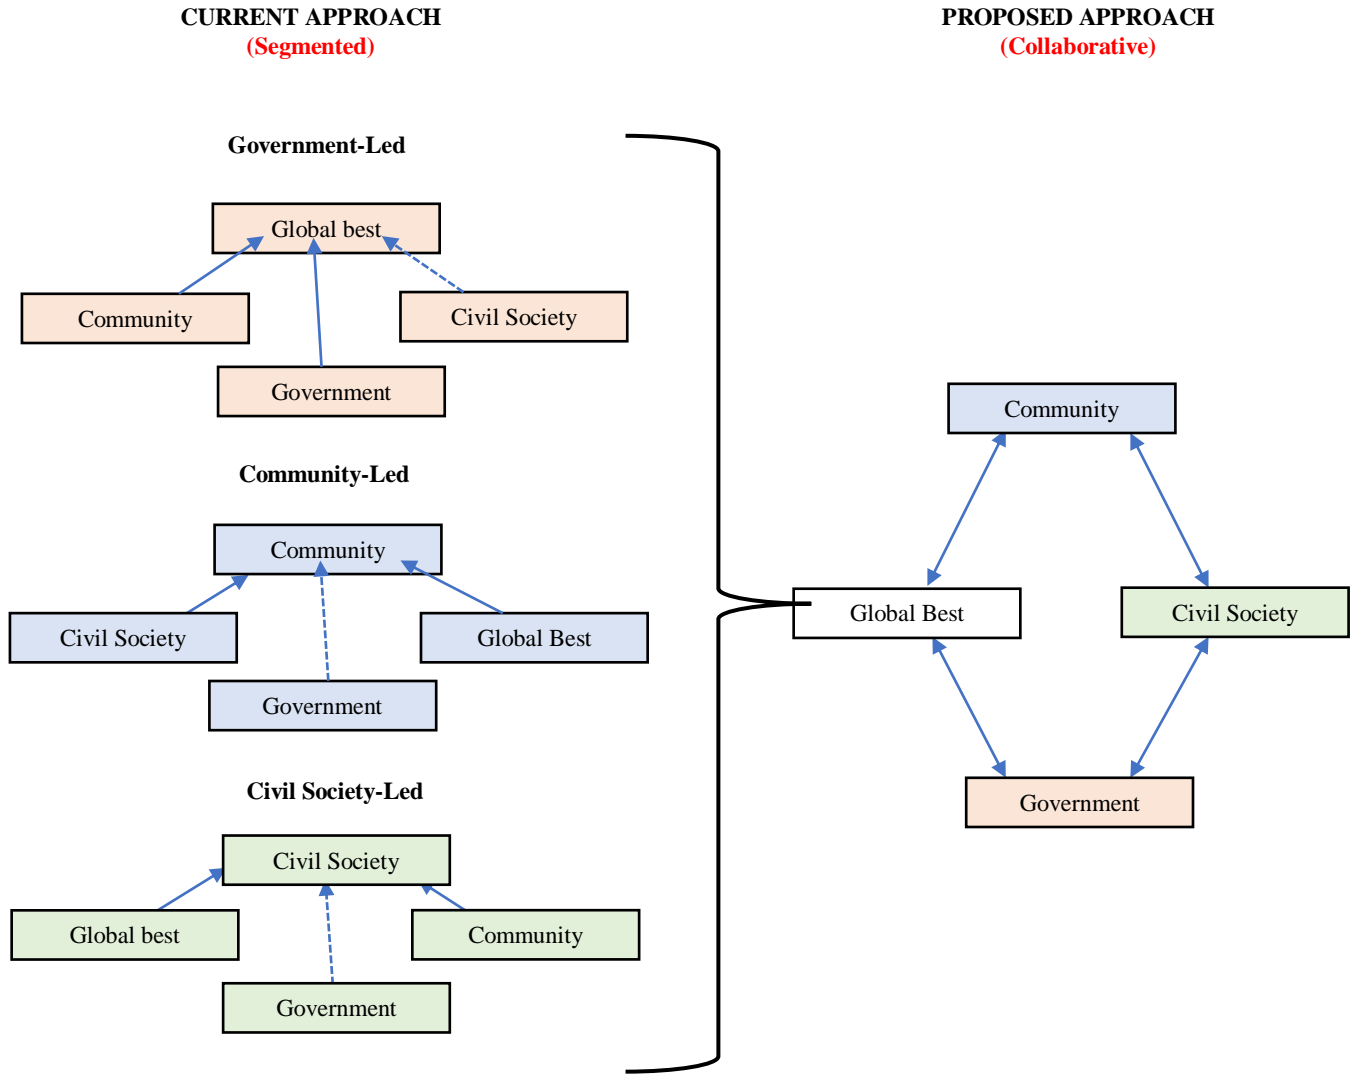 CURRENT APPROACH
(Segmented)
Government-Led
Global best
Community
Civil Society
Government
Community-Led
Community
Civil Society
Global Best
Government
Civil Society-Led
Civil Society
Global best
Community
Government
PROPOSED APPROACH
(Collaborative)
Community
Global Best
Civil Society
Government